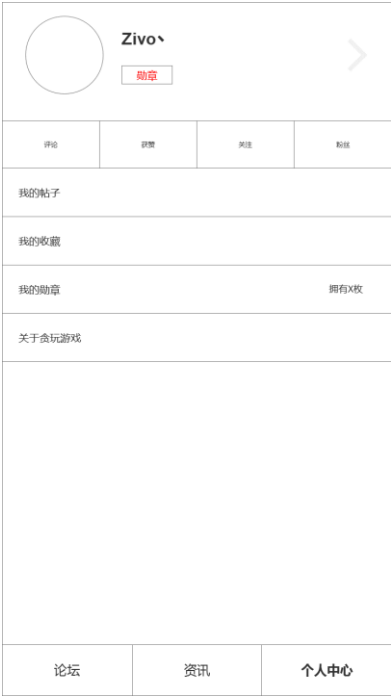 Zivo丶
勋章
评论 获赞 关注 粉丝
我的帖子
我的收藏
我的勋章 拥有X枚
关于贪玩游戏
论坛 资讯 个人中心